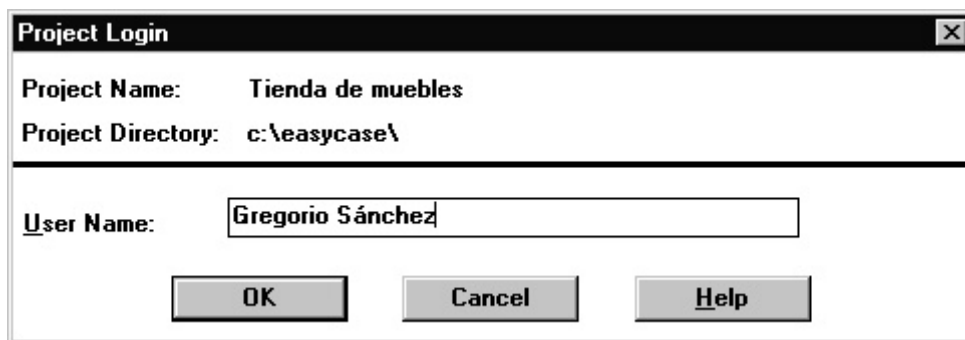 Project Login
Project Name: Tienda de muebles
Project Directory: c:\easycase\
User Name: Gregorio Sánchez
OK Cancel Help